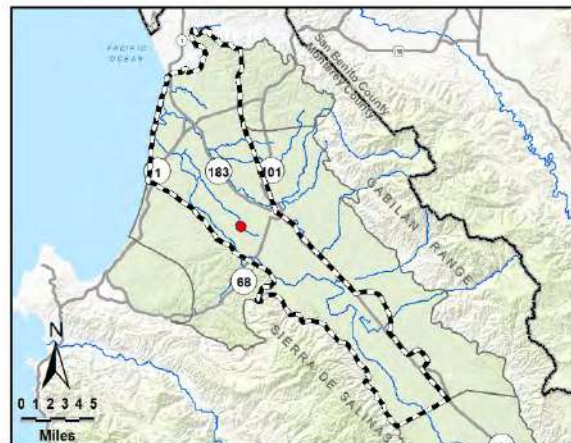 PACIFIC
OCEAN
1
San Benito County
Monterey County
1
183
101
GABILAN RANGE
68
SIERRA DE SALINAS
N
0 1 2 3 4 5
Miles